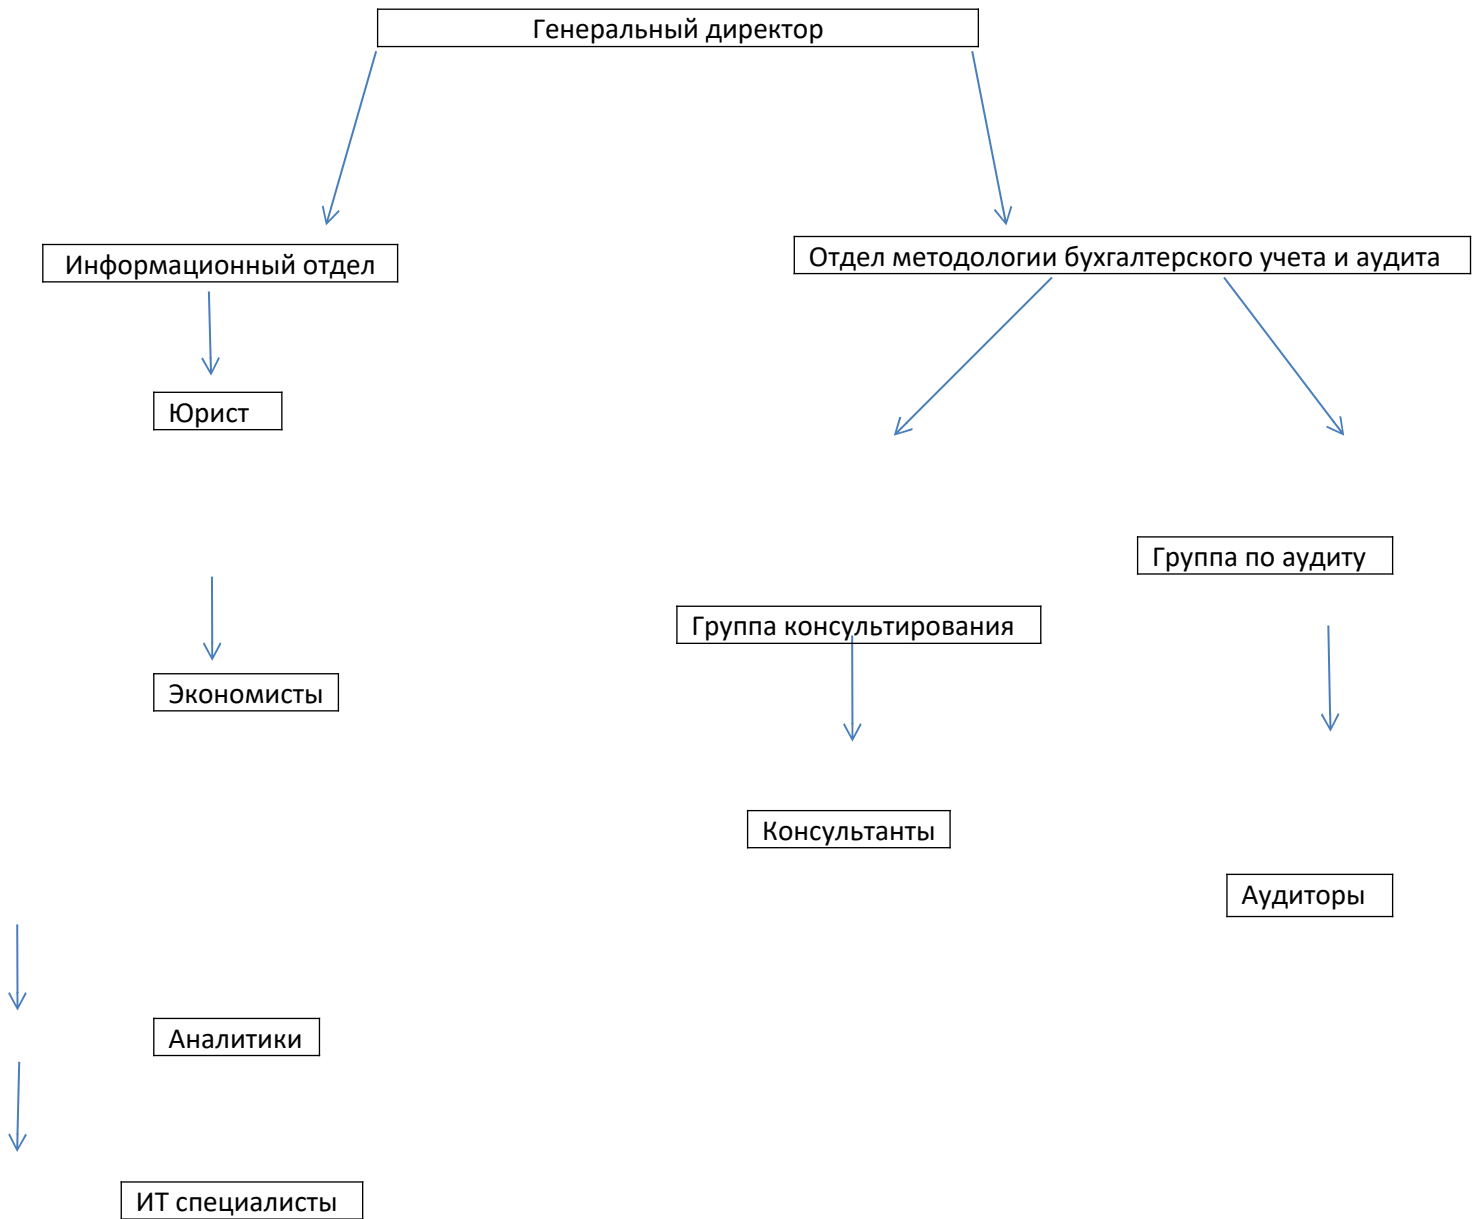 Генеральный директор
Информационный отдел
Отдел методологии бухгалтерского учета и аудита
Юрист
Группа по аудиту
Группа консультирования
Экономисты
Консультанты
Аудиторы
Аналитики
ИТ специалисты